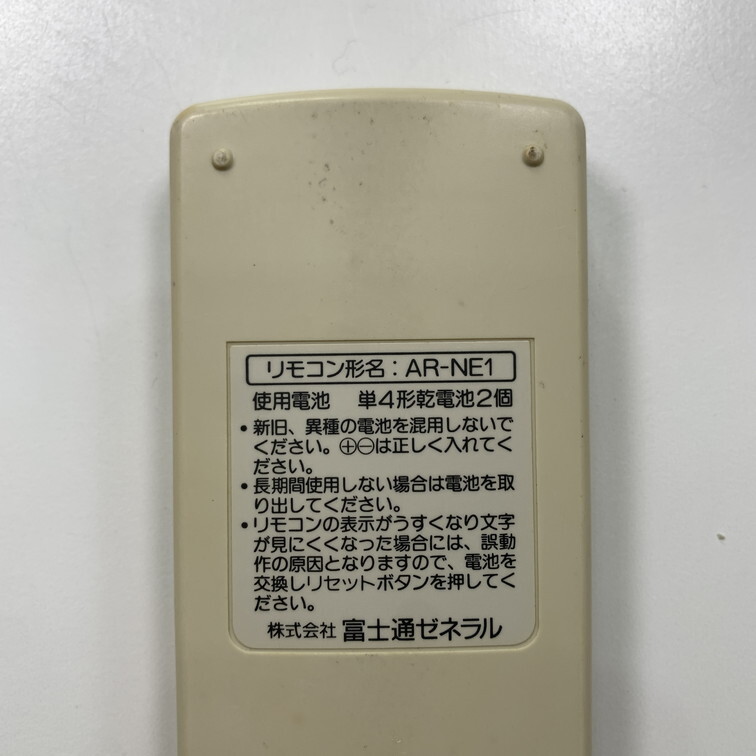 リモコン形名：AR-NE1
使用電池　単4形乾電池2個
•新旧、異種の電池を混用しないで
ください。⊕⊖は正しく入れてく
ださい。
•長期間使用しない場合は電池を取
り出してください。
•リモコンの表示がうすくなり文字
が見にくくなった場合には、誤動
作の原因となりますので、電池を
交換しリセットボタンを押してく
ださい。
株式会社 富士通ゼネラル